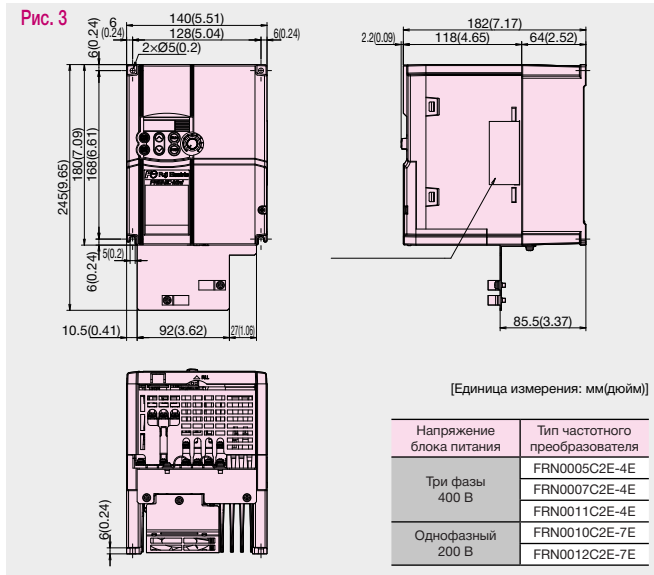 Рис. 3
140(5.51)
6
(0.24)
128(5.04)
6(0.24)
6(0.24)
2×Ø5(0.2)
245(9.65)
180(7.09)
168(6.61)
Fuji Electric
FRENIC-Mini
5(0.2)
6(0.24)
10.5(0.41)
92(3.62)
27(1.06)
182(7.17)
2.2(0.09)
118(4.65)
64(2.52)
85.5(3.37)
6(0.24)
[Единица измерения: мм(дюйм)]
Напряжение блока питания
Тип частотного преобразователя
Три фазы 400 В
FRN0005C2E-4E
FRN0007C2E-4E
FRN0011C2E-4E
Однофазный 200 В
FRN0010C2E-7E
FRN0012C2E-7E